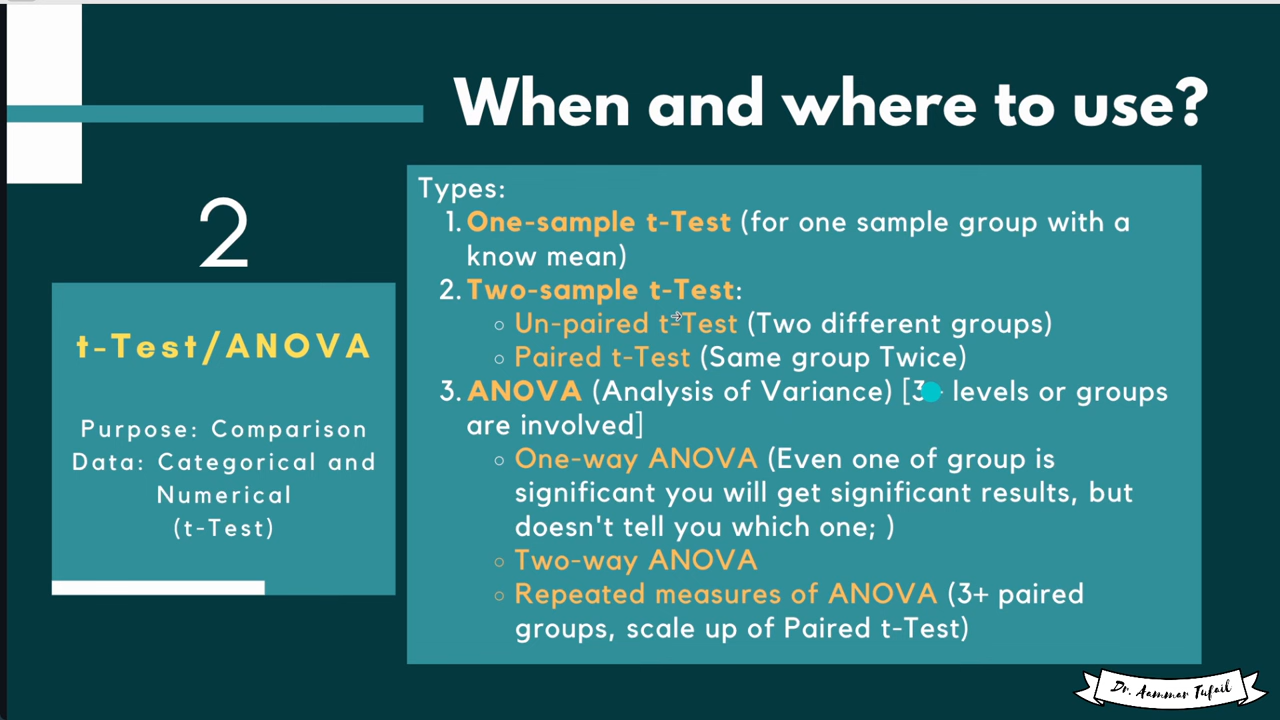 When and where to use?
2
t-Test/ANOVA
Purpose: Comparison
Data: Categorical and
Numerical
(t-Test)
Types:
1. One-sample t-Test (for one sample group with a
know mean)
2. Two-sample t-Test:
Un-paired t-Test (Two different groups)
Paired t-Test (Same group Twice)
3. ANOVA (Analysis of Variance) [3+ levels or groups
are involved]
One-way ANOVA (Even one of group is
significant you will get significant results, but
doesn't tell you which one; )
Two-way ANOVA
Repeated measures of ANOVA (3+ paired
groups, scale up of Paired t-Test)
Dr. Aammar Tufail